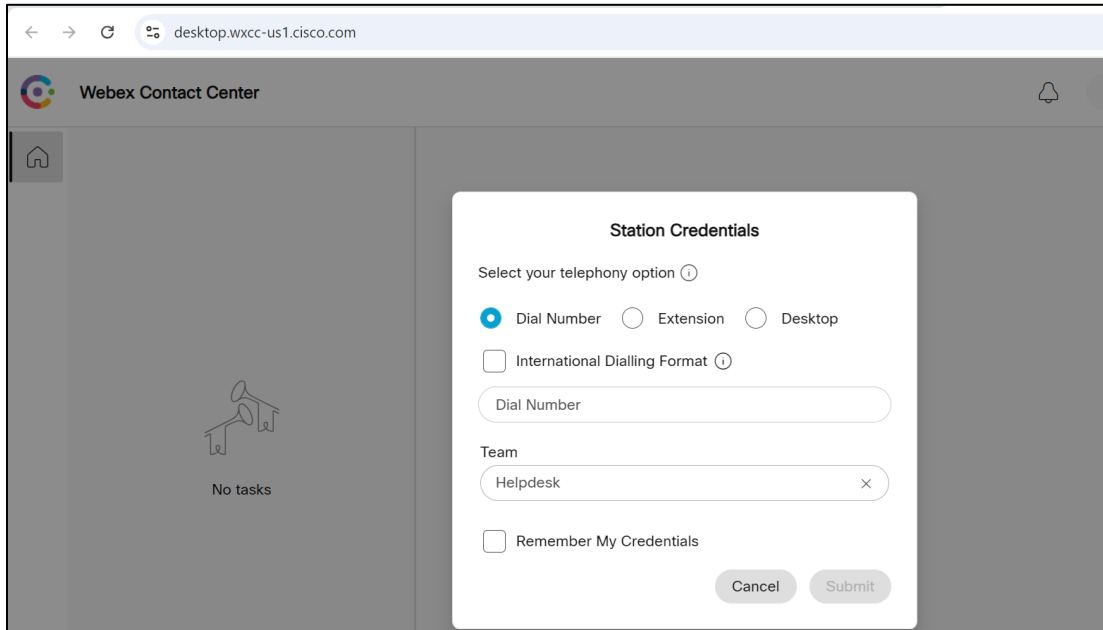 desktop.wxcc-us1.cisco.com
Webex Contact Center
Station Credentials
Select your telephony option
Dial Number Extension Desktop
International Dialling Format
Dial Number
Team
Helpdesk
No tasks
Remember My Credentials
Cancel Submit